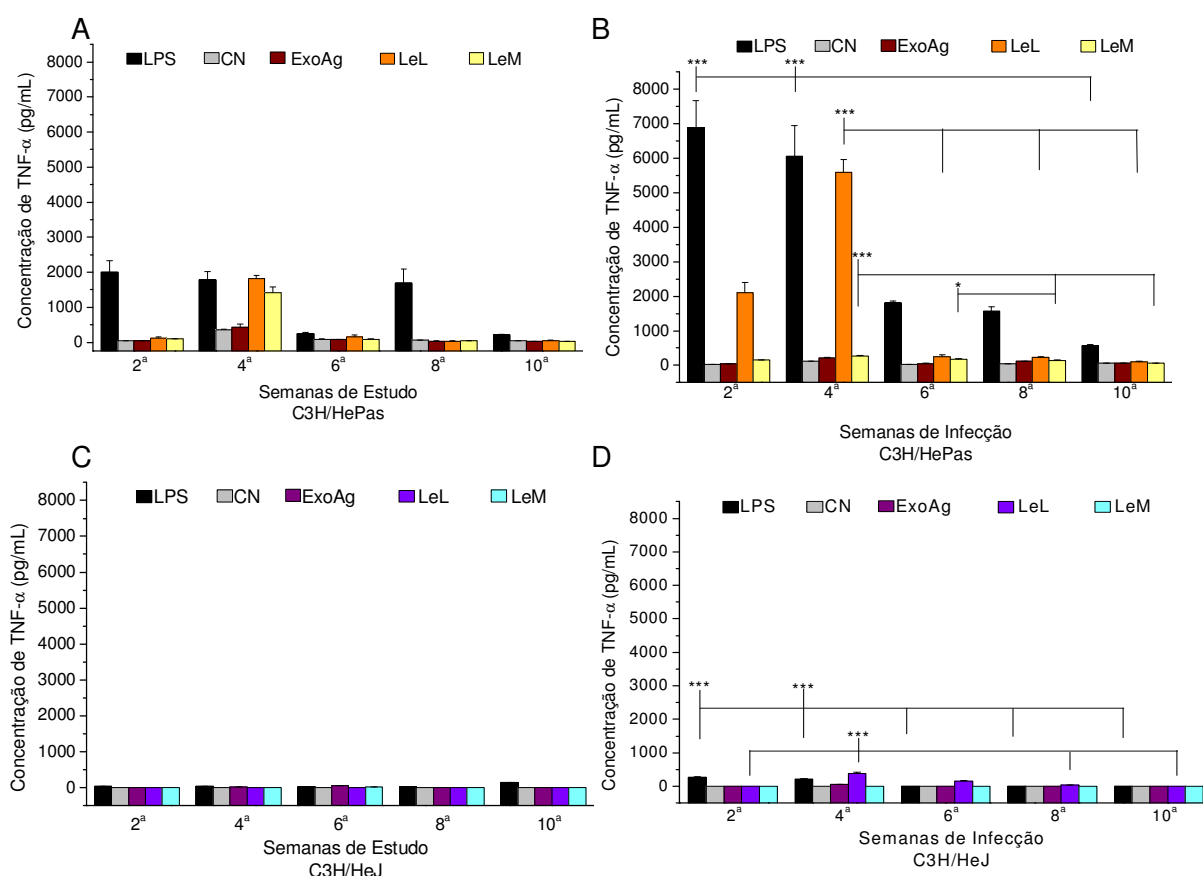 A
LPS CN ExoAg LeL LeM
Concentração de TNF-α (pg/mL)
8000
7000
6000
5000
4000
3000
2000
1000
0
2ª 4ª 6ª 8ª 10ª
Semanas de Estudo
C3H/HePas
B
LPS CN ExoAg LeL LeM
Concentração de TNF-α (pg/mL)
8000
7000
6000
5000
4000
3000
2000
1000
0
*** *** *** *** *
2ª 4ª 6ª 8ª 10ª
Semanas de Infecção
C3H/HePas
C
LPS CN ExoAg LeL LeM
Concentração de TNF-α (pg/mL)
8000
7000
6000
5000
4000
3000
2000
1000
0
2ª 4ª 6ª 8ª 10ª
Semanas de Estudo
C3H/HeJ
D
LPS CN ExoAg LeL LeM
Concentração de TNF-α (pg/mL)
8000
7000
6000
5000
4000
3000
2000
1000
0
*** *** ***
2ª 4ª 6ª 8ª 10ª
Semanas de Infecção
C3H/HeJ